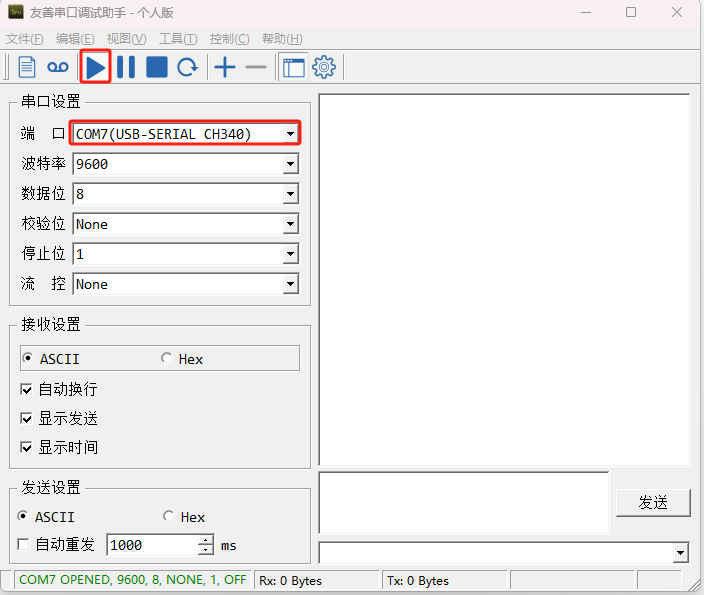 友善串口调试助手 - 个人版
文件(F) 编辑(E) 视图(V) 工具(T) 控制(C) 帮助(H)
串口设置
端 口 COM7(USB-SERIAL CH340)
波特率 9600
数据位 8
校验位 None
停止位 1
流 控 None
接收设置
ASCII Hex
自动换行
显示发送
显示时间
发送设置
ASCII Hex
自动重发 1000 ms
发送
COM7 OPENED, 9600, 8, NONE, 1, OFF Rx: 0 Bytes Tx: 0 Bytes